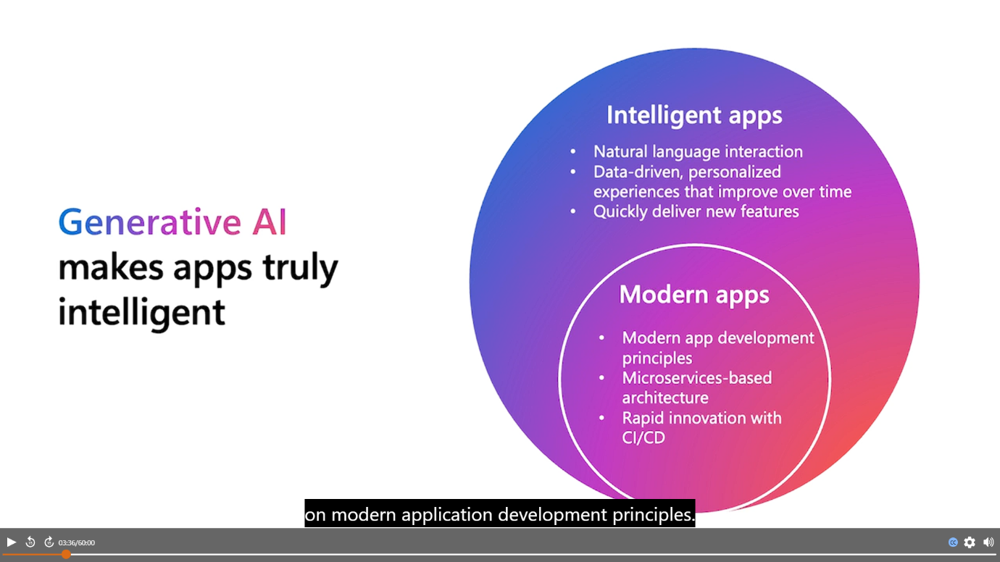 Generative AI
makes apps truly
intelligent
Intelligent apps
• Natural language interaction
• Data-driven, personalized
experiences that improve over time
• Quickly deliver new features
Modern apps
• Modern app development
principles
• Microservices-based
architecture
• Rapid innovation with
CI/CD
on modern application development principles.
03:36/60:00
CC